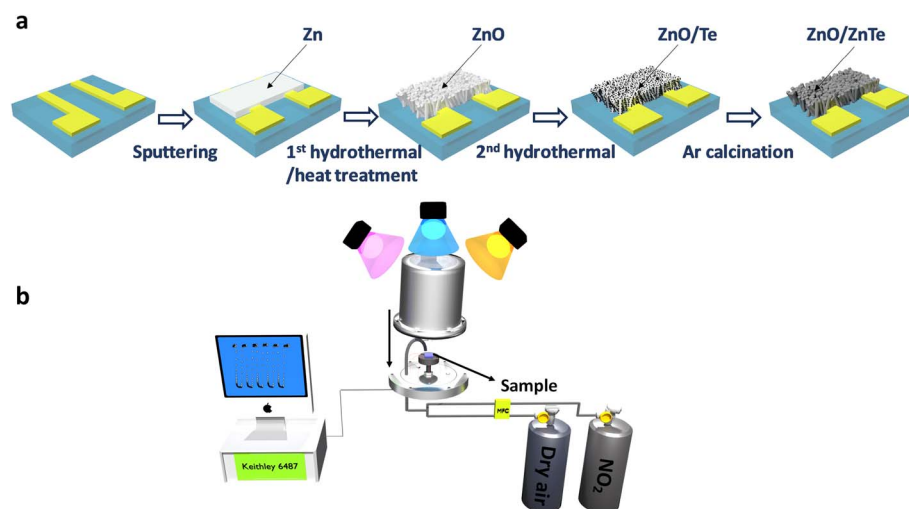 a
Zn
ZnO
ZnO/Te
ZnO/ZnTe
Sputtering
1st hydrothermal
/heat treatment
2nd hydrothermal
Ar calcination
b
Sample
MFC
Keithley 6487
Dry air
NO2